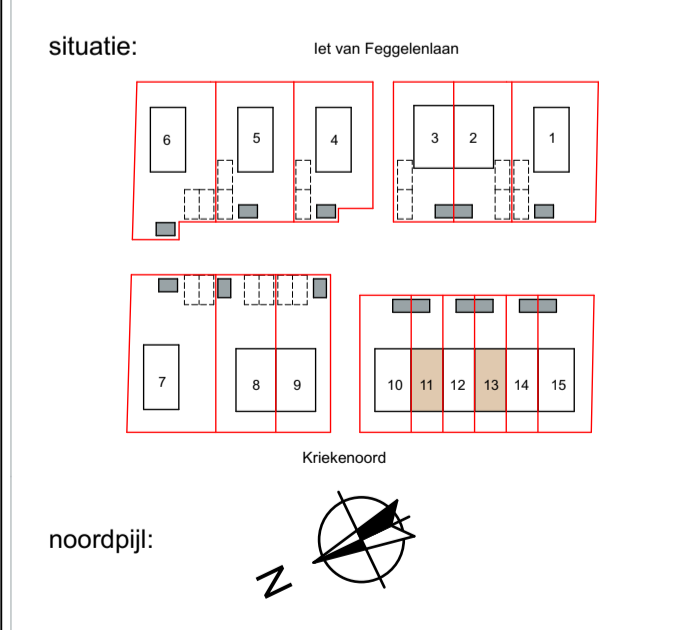 situatie:
Iet van Feggelenlaan
6 5 4 3 2 1
7 8 9 10 11 12 13 14 15
Kriekenoord
noordpijl:
N